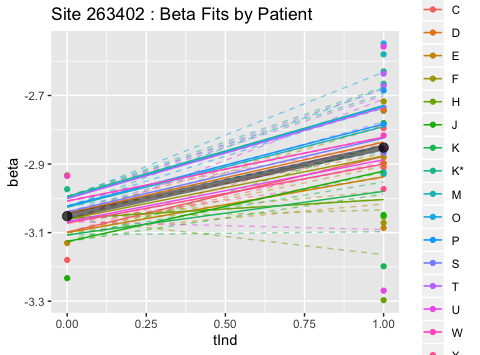 Site 263402 : Beta Fits by Patient
beta
-2.7
-2.9
-3.1
-3.3
0.00 0.25 0.50 0.75 1.00
tInd
C
D
E
F
H
J
K
K*
M
O
P
S
T
U
W